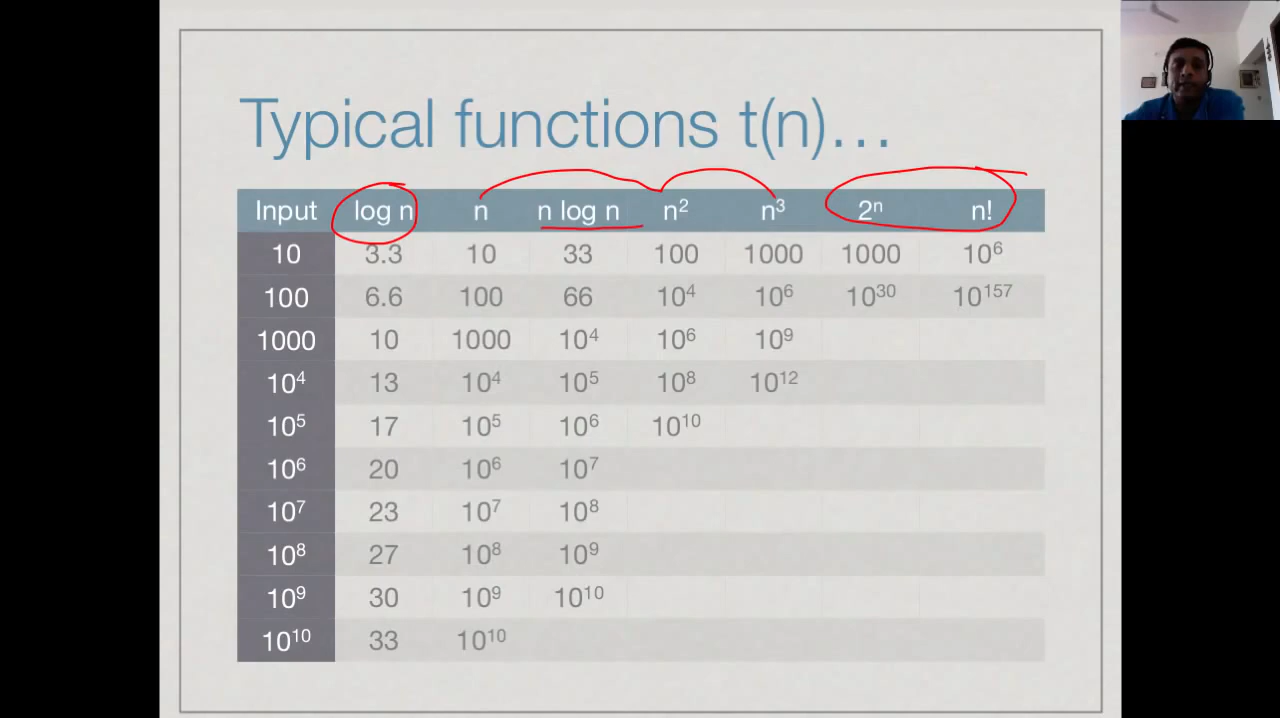 Typical functions t(n)...
Input log n n n log n n² n³ 2ⁿ n!
10 3.3 10 33 100 1000 1000 10⁶
100 6.6 100 66 10⁴ 10⁶ 10³⁰ 10¹⁵⁷
1000 10 1000 10⁴ 10⁶ 10⁹
10⁴ 13 10⁴ 10⁵ 10⁸ 10¹²
10⁵ 17 10⁵ 10⁶ 10¹⁰
10⁶ 20 10⁶ 10⁷
10⁷ 23 10⁷ 10⁸
10⁸ 27 10⁸ 10⁹
10⁹ 30 10⁹ 10¹⁰
10¹⁰ 33 10¹⁰